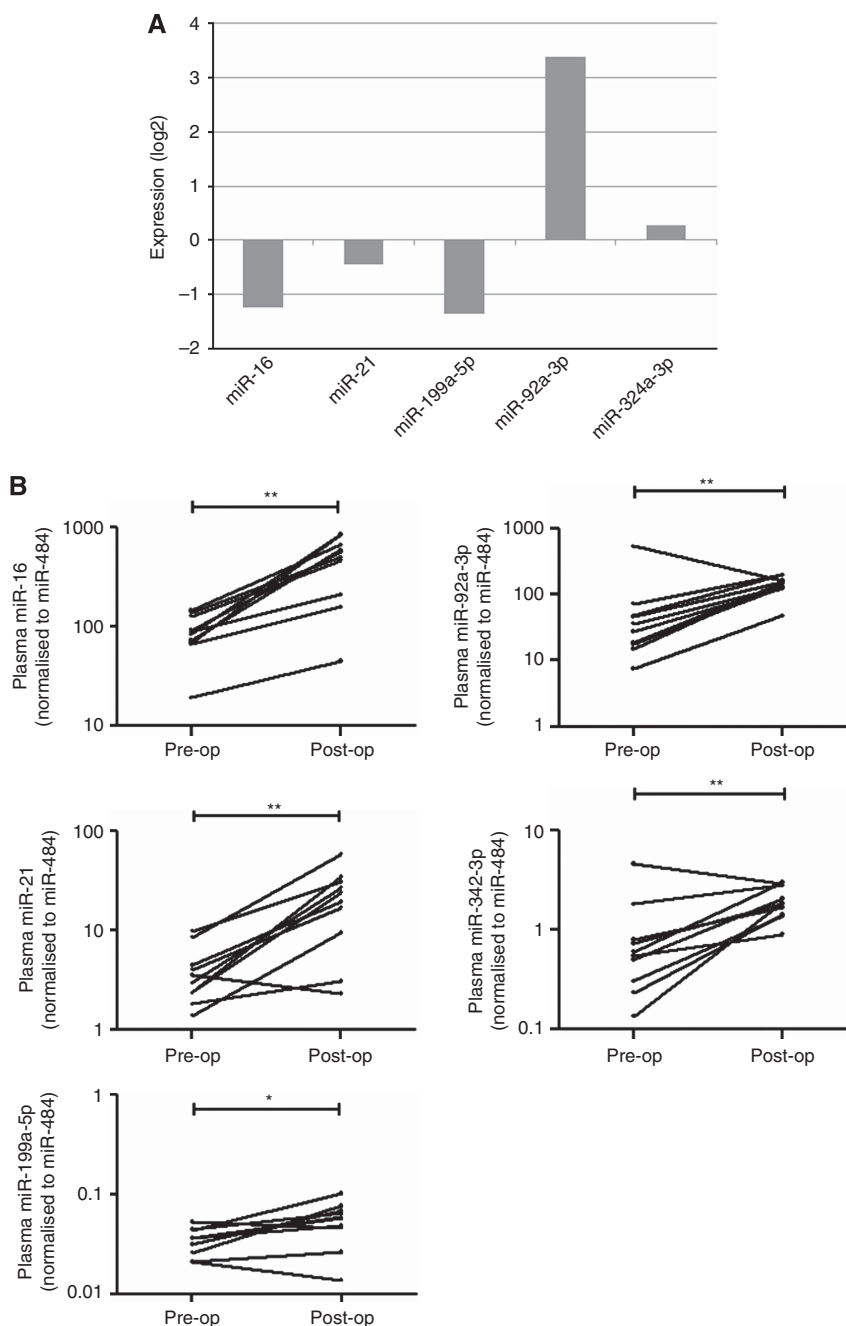 A
Expression (log2)
4
3
2
1
0
–1
–2
miR-16
miR-21
miR-199a-5p
miR-92a-3p
miR-324a-3p
B
Plasma miR-16
(normalised to miR-484)
**
1000
100
10
Pre-op
Post-op
Plasma miR-92a-3p
(normalised to miR-484)
**
1000
100
10
1
Pre-op
Post-op
Plasma miR-21
(normalised to miR-484)
**
100
10
1
Pre-op
Post-op
Plasma miR-342-3p
(normalised to miR-484)
**
10
1
0.1
Pre-op
Post-op
Plasma miR-199a-5p
(normalised to miR-484)
*
1
0.1
0.01
Pre-op
Post-op